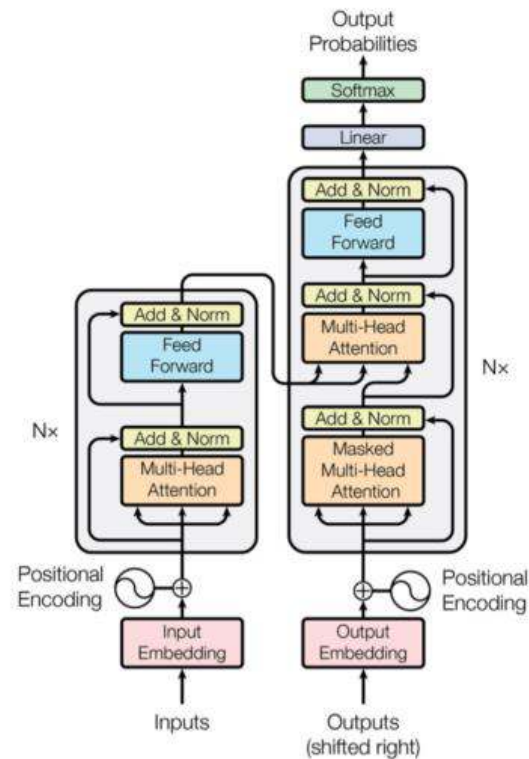 Output
Probabilities
Softmax
Linear
Add & Norm
Feed
Forward
Add & Norm
Multi-Head
Attention
Add & Norm
Masked
Multi-Head
Attention
N×
Add & Norm
Feed
Forward
Add & Norm
Multi-Head
Attention
N×
Positional
Encoding
Positional
Encoding
Input
Embedding
Output
Embedding
Inputs
Outputs
(shifted right)